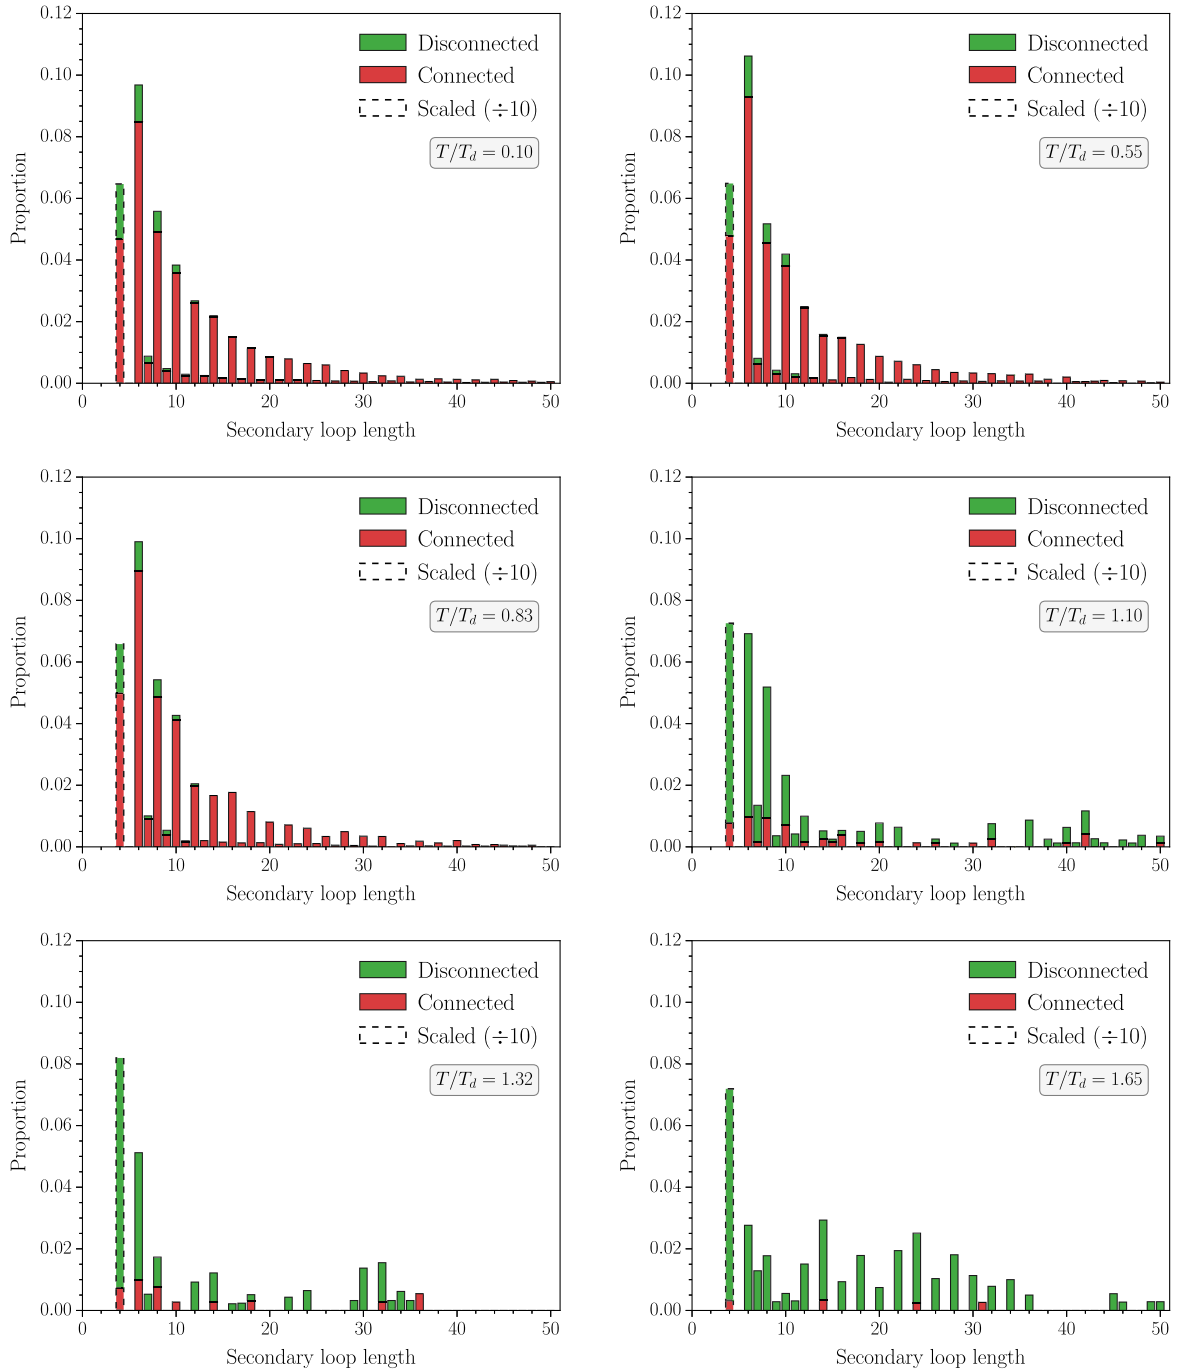 0.12
0.10
0.08
0.06
0.04
0.02
0.00
Proportion
Disconnected
Connected
Scaled (÷10)
T/T_d = 0.10
0 10 20 30 40 50
Secondary loop length
0.12
0.10
0.08
0.06
0.04
0.02
0.00
Proportion
Disconnected
Connected
Scaled (÷10)
T/T_d = 0.55
0 10 20 30 40 50
Secondary loop length
0.12
0.10
0.08
0.06
0.04
0.02
0.00
Proportion
Disconnected
Connected
Scaled (÷10)
T/T_d = 0.83
0 10 20 30 40 50
Secondary loop length
0.12
0.10
0.08
0.06
0.04
0.02
0.00
Proportion
Disconnected
Connected
Scaled (÷10)
T/T_d = 1.10
0 10 20 30 40 50
Secondary loop length
0.12
0.10
0.08
0.06
0.04
0.02
0.00
Proportion
Disconnected
Connected
Scaled (÷10)
T/T_d = 1.32
0 10 20 30 40 50
Secondary loop length
0.12
0.10
0.08
0.06
0.04
0.02
0.00
Proportion
Disconnected
Connected
Scaled (÷10)
T/T_d = 1.65
0 10 20 30 40 50
Secondary loop length